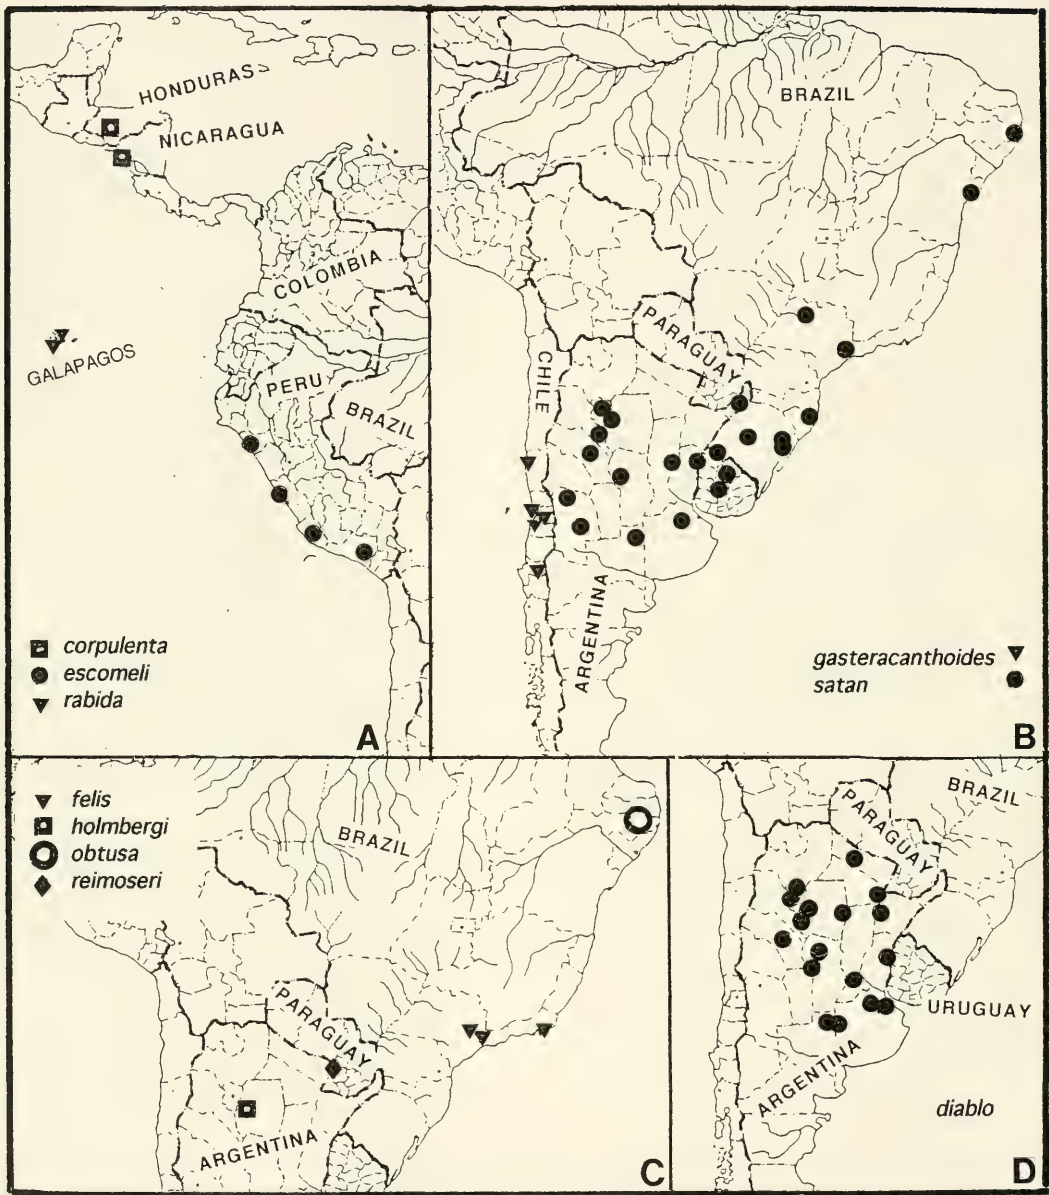 HONDURAS
NICARAGUA
COLOMBIA
GALAPAGOS
PERU
BRAZIL
corpulenta
escomeli
rabida
A
BRAZIL
PARAGUAY
CHILE
ARGENTINA
gasteracanthoides
satan
B
felis
holmbergi
obtusa
reimoseri
BRAZIL
PARAGUAY
ARGENTINA
C
BRAZIL
PARAGUAY
URUGUAY
ARGENTINA
diablo
D